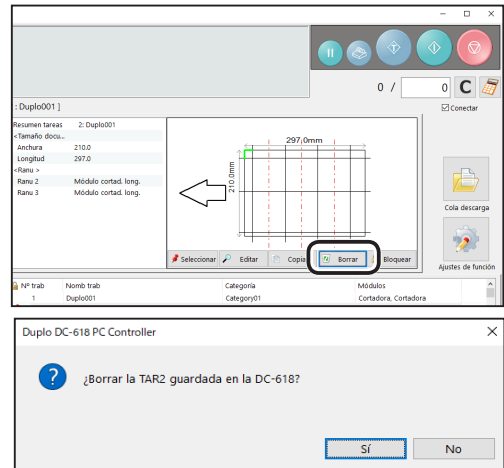 0 / 0 C
: Duplo001 ]
Conectar
Resumen tareas 2: Duplo001
<Tamaño docu...
Anchura 210.0
Longitud 297.0
<Ranu >
Ranu 2 Módulo cortad. long.
Ranu 3 Módulo cortad. long.
297,0mm
210.0mm
Cola descarga
Seleccionar Editar Copia Borrar Bloquear
Ajustes de función
Nº trab Nomb trab Categoría Módulos
1 Duplo001 Category01 Cortadora, Cortadora
Duplo DC-618 PC Controller
¿Borrar la TAR2 guardada en la DC-618?
Sí No